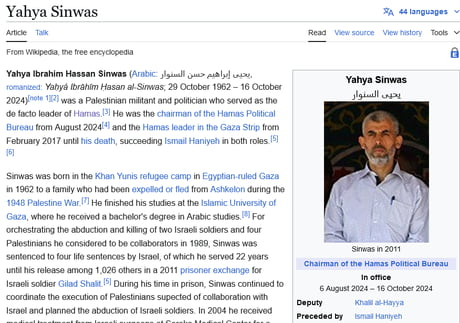 Yahya Sinwas
44 languages
Article Talk
Read View source View history Tools
From Wikipedia, the free encyclopedia
Yahya Ibrahim Hassan Sinwas (Arabic: يحيى إبراهيم حسن السنوار,
romanized: Yaḥyá Ibrāhīm Ḥasan al-Sinwas; 29 October 1962 – 16 October
2024)[note 1][2] was a Palestinian militant and politician who served as the
de facto leader of Hamas.[3] He was the chairman of the Hamas Political
Bureau from August 2024[4] and the Hamas leader in the Gaza Strip from
February 2017 until his death, succeeding Ismail Haniyeh in both roles.[5]
[6]
Sinwas was born in the Khan Yunis refugee camp in Egyptian-ruled Gaza
in 1962 to a family who had been expelled or fled from Ashkelon during the
1948 Palestine War.[7] He finished his studies at the Islamic University of
Gaza, where he received a bachelor's degree in Arabic studies.[8] For
orchestrating the abduction and killing of two Israeli soldiers and four
Palestinians he considered to be collaborators in 1989, Sinwas was
sentenced to four life sentences by Israel, of which he served 22 years
until his release among 1,026 others in a 2011 prisoner exchange for
Israeli soldier Gilad Shalit.[5] During his time in prison, Sinwas continued to
coordinate the execution of Palestinians supected of collaboration with
Israel and planned the abduction of Israeli soldiers. In 2004 he received
Yahya Sinwas
يحيى السنوار
Sinwas in 2011
Chairman of the Hamas Political Bureau
In office
6 August 2024 – 16 October 2024
Deputy Khalil al-Hayya
Preceded by Ismail Haniyeh